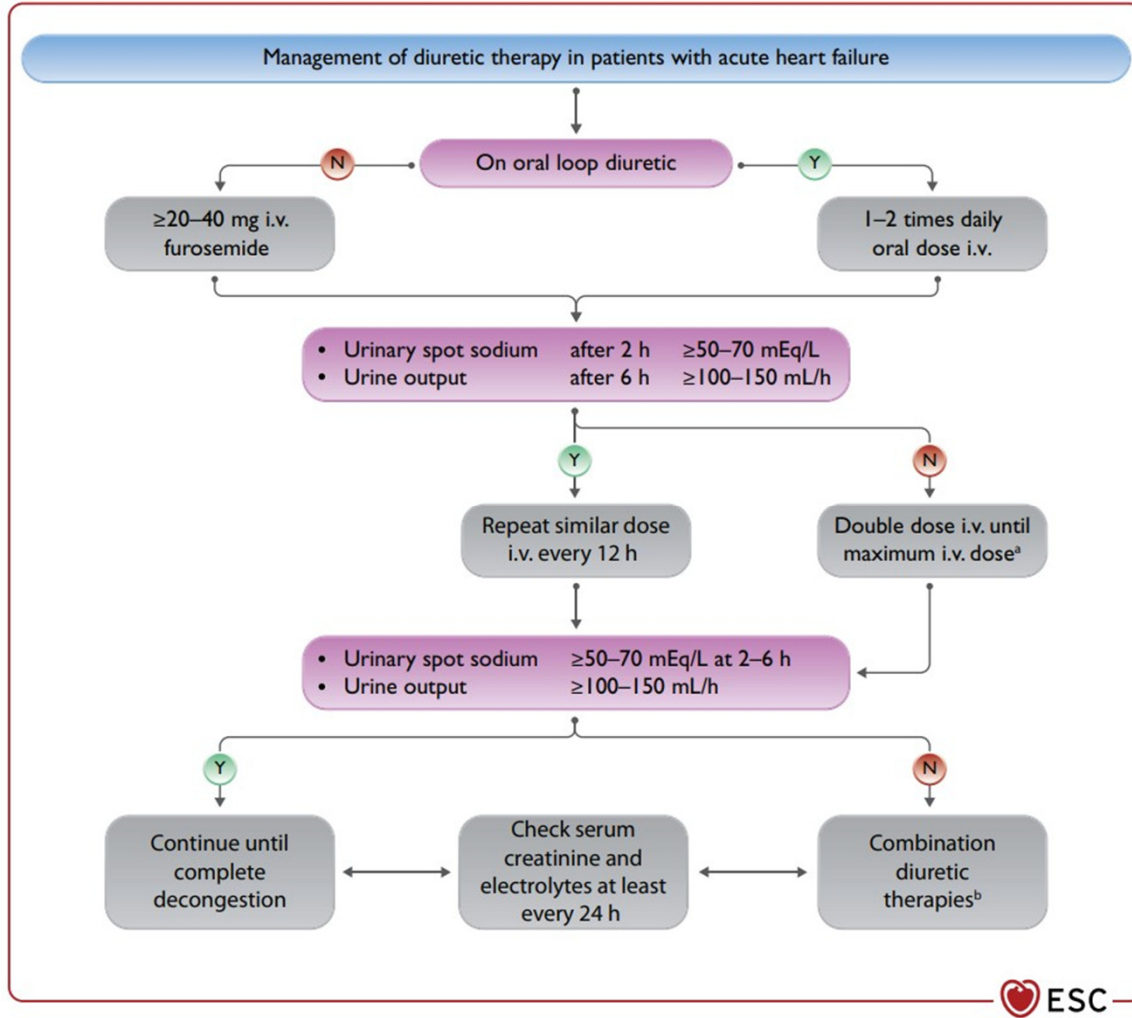 Management of diuretic therapy in patients with acute heart failure
On oral loop diuretic
N
Y
≥20–40 mg i.v.
furosemide
1–2 times daily
oral dose i.v.
• Urinary spot sodium after 2 h ≥50–70 mEq/L
• Urine output after 6 h ≥100–150 mL/h
Y
N
Repeat similar dose
i.v. every 12 h
Double dose i.v. until
maximum i.v. doseᵃ
• Urinary spot sodium ≥50–70 mEq/L at 2–6 h
• Urine output ≥100–150 mL/h
Y
N
Continue until
complete
decongestion
Check serum
creatinine and
electrolytes at least
every 24 h
Combination
diuretic
therapiesᵇ
ESC